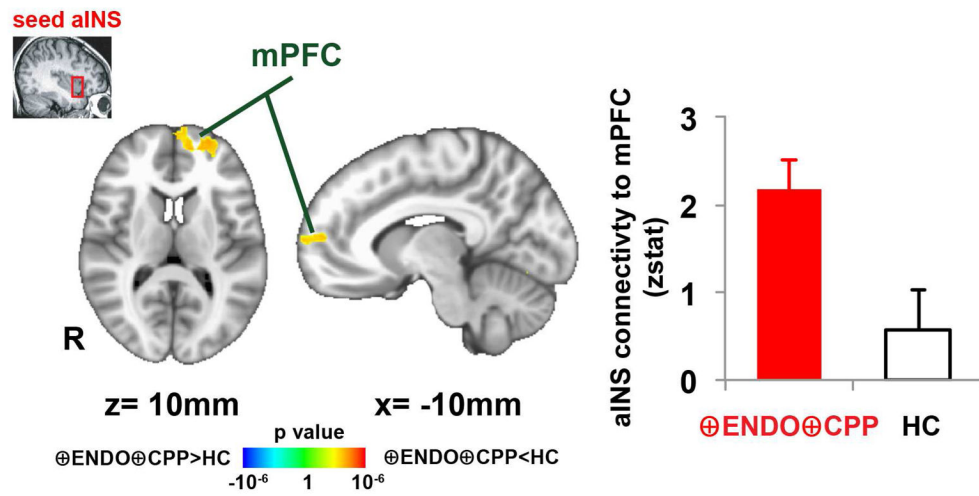 seed aINS
mPFC
R
z= 10mm
x= -10mm
p value
⊕ENDO⊕CPP>HC
⊕ENDO⊕CPP<HC
-10⁻⁶
1
10⁻⁶
aINS connectivty to mPFC
(zstat)
3
2
1
0
⊕ENDO⊕CPP
HC